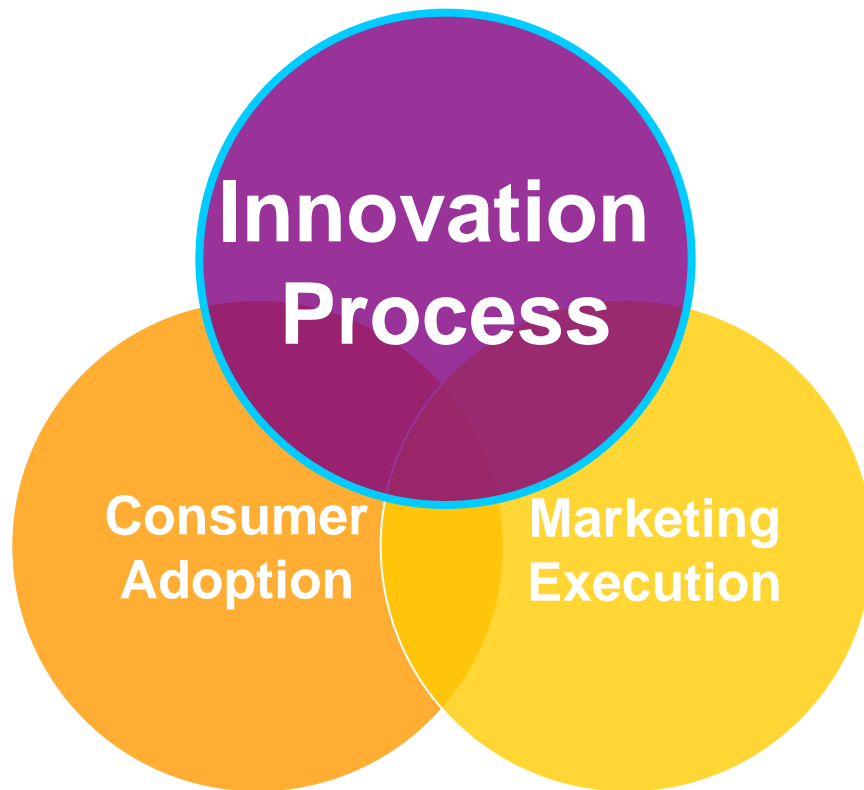 Innovation
Process
Consumer
Adoption
Marketing
Execution